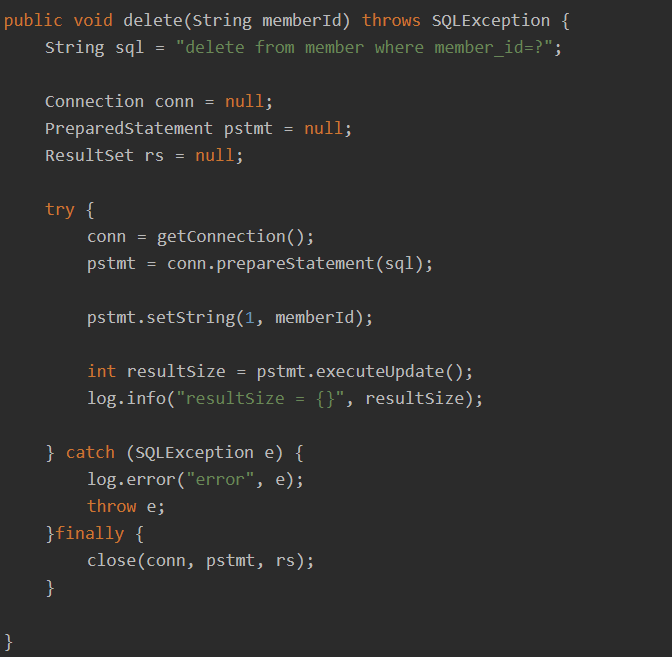 public void delete(String memberId) throws SQLException {
    String sql = "delete from member where member_id=?";

    Connection conn = null;
    PreparedStatement pstmt = null;
    ResultSet rs = null;

    try {
        conn = getConnection();
        pstmt = conn.prepareStatement(sql);

        pstmt.setString(1, memberId);

        int resultSize = pstmt.executeUpdate();
        log.info("resultSize = {}", resultSize);

    } catch (SQLException e) {
        log.error("error", e);
        throw e;
    }finally {
        close(conn, pstmt, rs);
    }

}